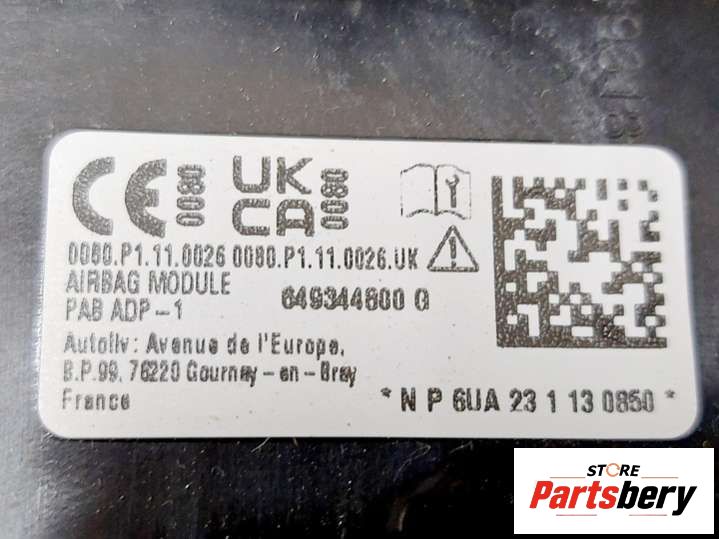 CE 0080 UK CA 0080
0080.P1.11.0026 0080.P1.11.0026.UK
AIRBAG MODULE
PAB ADP-1
649344600 G
Autoliv: Avenue de l'Europe,
B.P.99, 76220 Gournay-en-Bray
France
* N P 6UA 23 1 13 0850 *
STORE
Partsbery